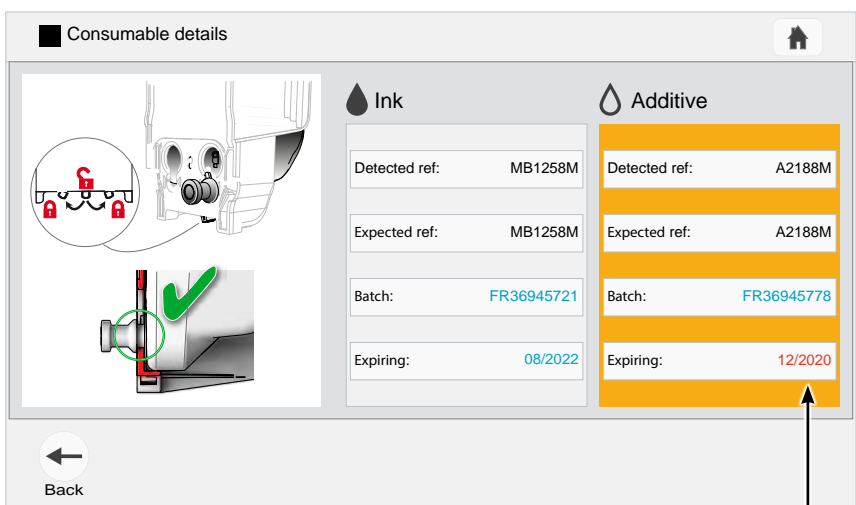 Consumable details
Ink
Detected ref: MB1258M
Expected ref: MB1258M
Batch: FR36945721
Expiring: 08/2022
Additive
Detected ref: A2188M
Expected ref: A2188M
Batch: FR36945778
Expiring: 12/2020
Back